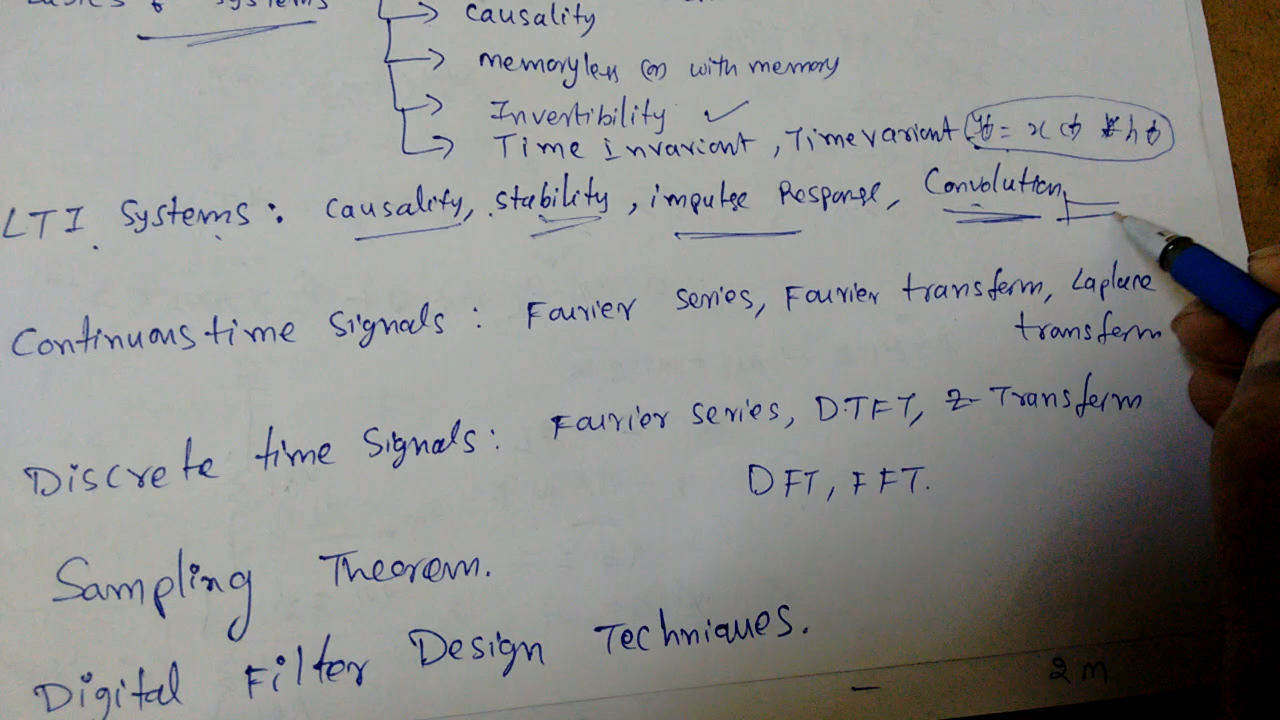 Systems
causality
memoryless (or) with memory
Invertibility
Time invariant, Time variant y(t) = x(t) * h(t)
LTI Systems: causality, stability, impulse Response, Convolution,
Continuous time Signals: Fourier series, Fourier transform, Laplace
transform
Discrete time Signals: Fourier series, DTFT, Z Transform
DFT, FFT.
Sampling Theorem.
Digital Filter Design Techniques.
2m